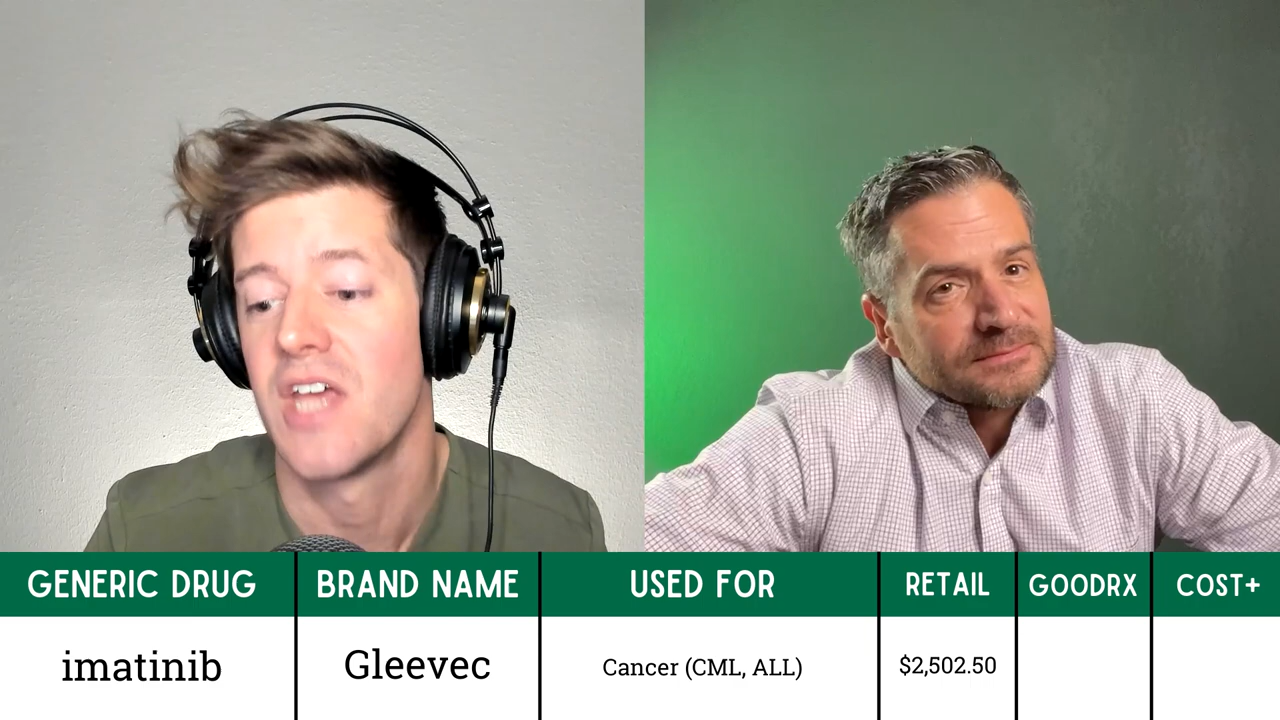 GENERIC DRUG BRAND NAME USED FOR RETAIL GOODRX COST+
imatinib Gleevec Cancer (CML, ALL) $2,502.50